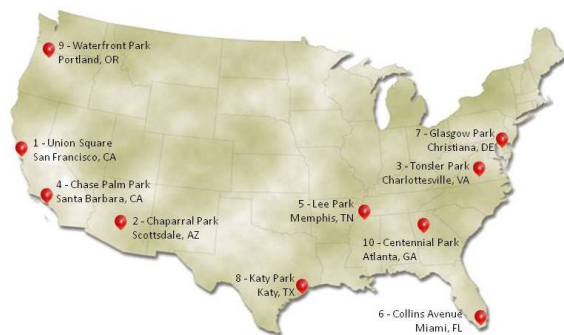 9 - Waterfront Park
Portland, OR
1 - Union Square
San Francisco, CA
4 - Chase Palm Park
Santa Barbara, CA
2 - Chaparral Park
Scottsdale, AZ
7 - Glasgow Park
Christiana, DE
3 - Tonsler Park
Charlottesville, VA
5 - Lee Park
Memphis, TN
10 - Centennial Park
Atlanta, GA
8 - Katy Park
Katy, TX
6 - Collins Avenue
Miami, FL